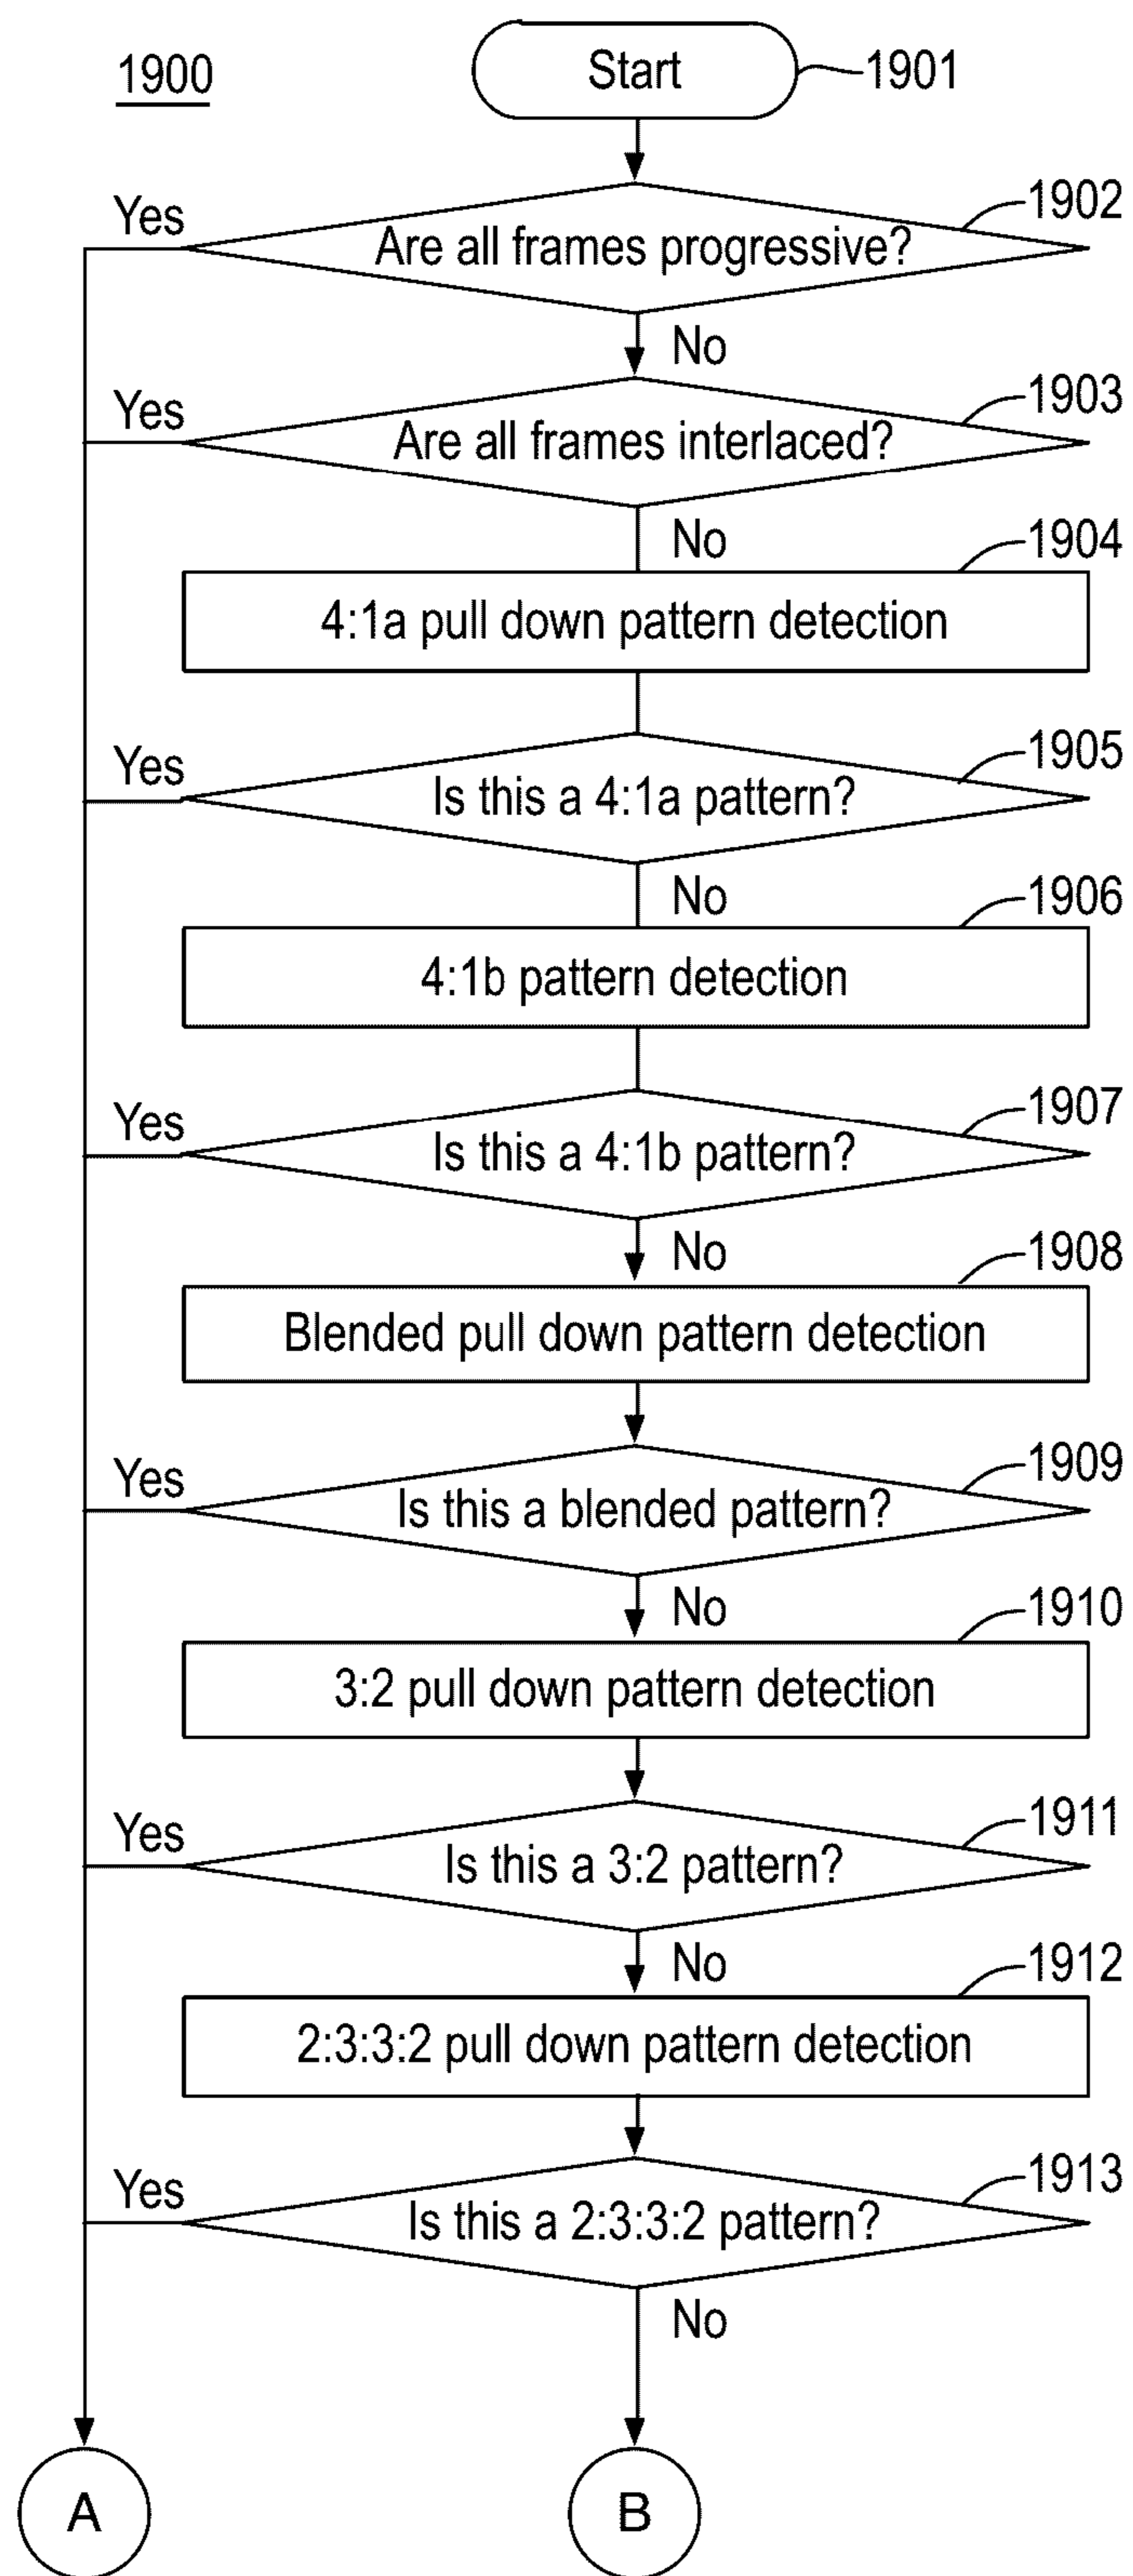 1900
Start
1901
1902
Yes
Are all frames progressive?
No
1903
Yes
Are all frames interlaced?
No
1904
4:1a pull down pattern detection
1905
Yes
Is this a 4:1a pattern?
No
1906
4:1b pattern detection
1907
Yes
Is this a 4:1b pattern?
No
1908
Blended pull down pattern detection
1909
Yes
Is this a blended pattern?
No
1910
3:2 pull down pattern detection
1911
Yes
Is this a 3:2 pattern?
No
1912
2:3:3:2 pull down pattern detection
1913
Yes
Is this a 2:3:3:2 pattern?
No
A
B